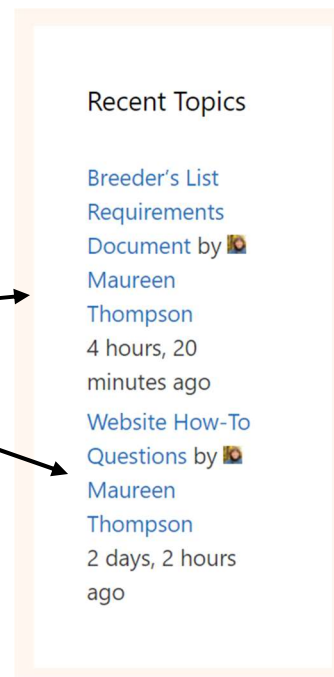 Recent Topics
Breeder’s List
Requirements
Document by
Maureen
Thompson
4 hours, 20
minutes ago
Website How-To
Questions by
Maureen
Thompson
2 days, 2 hours
ago